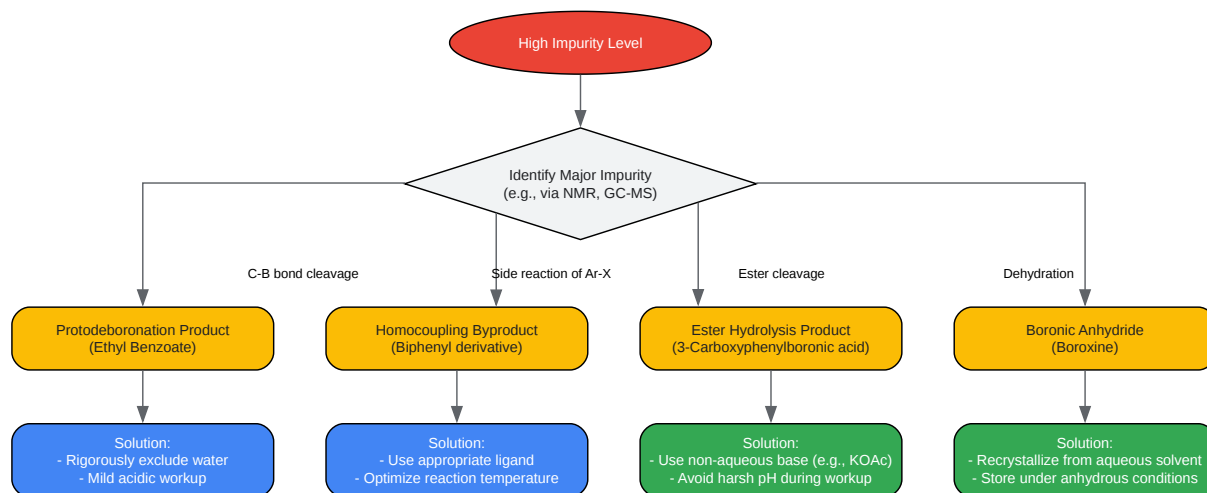 High Impurity Level
Identify Major Impurity
(e.g., via NMR, GC-MS)
C-B bond cleavage
Side reaction of Ar-X
Ester cleavage
Dehydration
Protodeboronation Product
(Ethyl Benzoate)
Homocoupling Byproduct
(Biphenyl derivative)
Ester Hydrolysis Product
(3-Carboxyphenylboronic acid)
Boronic Anhydride
(Boroxine)
Solution:
- Rigorously exclude water
- Mild acidic workup
Solution:
- Use appropriate ligand
- Optimize reaction temperature
Solution:
- Use non-aqueous base (e.g., KOAc)
- Avoid harsh pH during workup
Solution:
- Recrystallize from aqueous solvent
- Store under anhydrous conditions